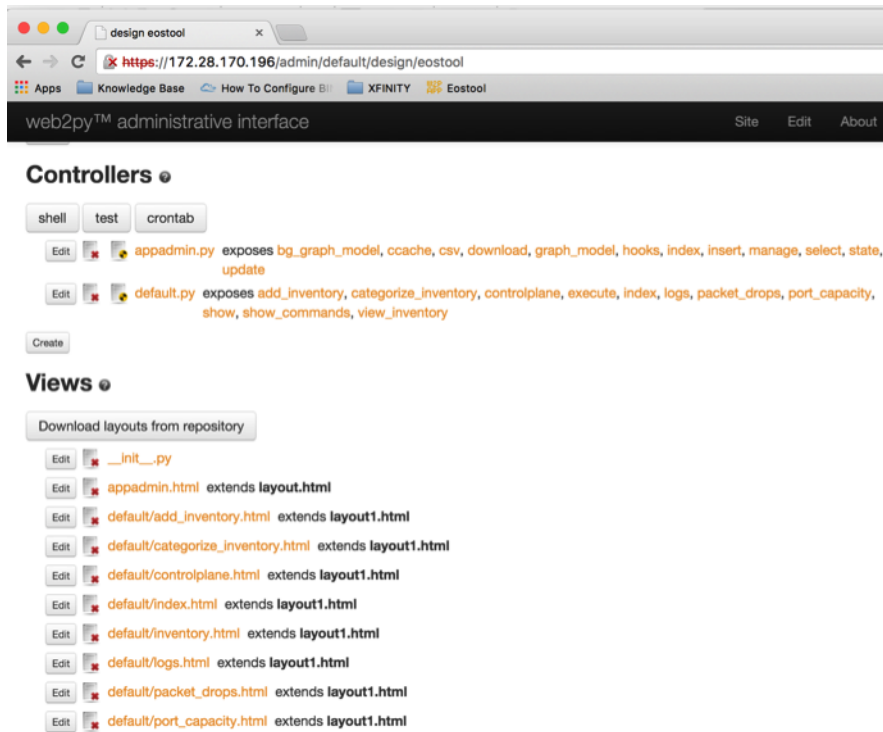 design eostool
https://172.28.170.196/admin/default/design/eostool
Apps Knowledge Base How To Configure XFINITY Eostool
web2py™ administrative interface Site Edit About
Controllers
shell test crontab
Edit appadmin.py exposes bg_graph_model, ccache, csv, download, graph_model, hooks, index, insert, manage, select, state,
update
Edit default.py exposes add_inventory, categorize_inventory, controlplane, execute, index, logs, packet_drops, port_capacity,
show, show_commands, view_inventory
Create
Views
Download layouts from repository
Edit __init__.py
Edit appadmin.html extends layout.html
Edit default/add_inventory.html extends layout1.html
Edit default/categorize_inventory.html extends layout1.html
Edit default/controlplane.html extends layout1.html
Edit default/index.html extends layout1.html
Edit default/inventory.html extends layout1.html
Edit default/logs.html extends layout1.html
Edit default/packet_drops.html extends layout1.html
Edit default/port_capacity.html extends layout1.html